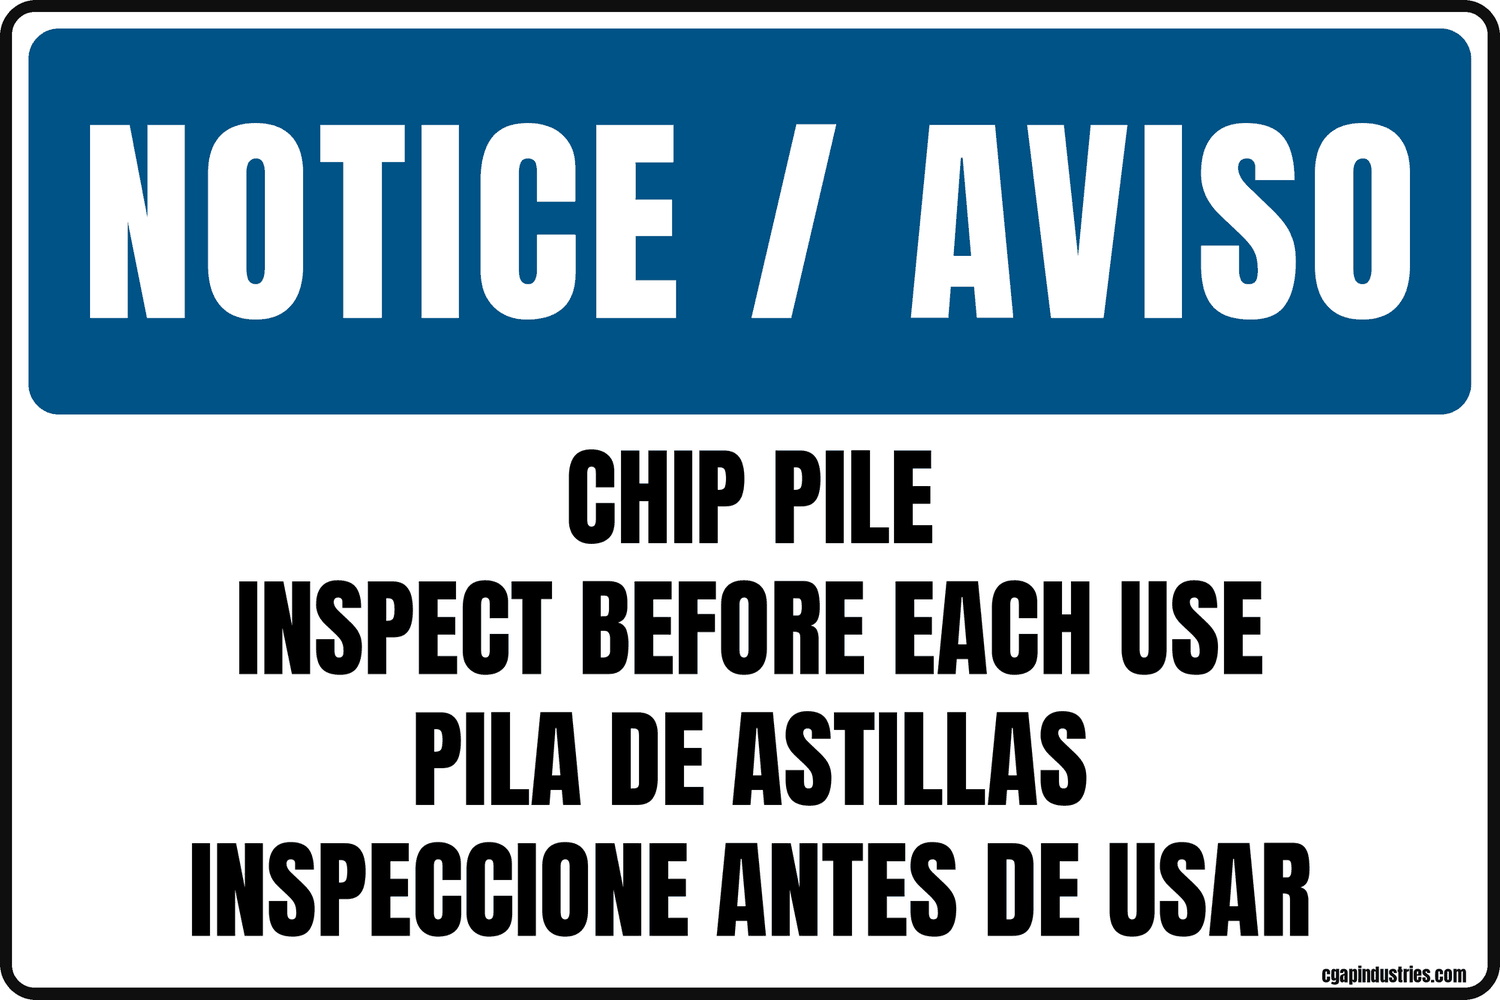 NOTICE / AVISO
CHIP PILE
INSPECT BEFORE EACH USE
PILA DE ASTILLAS
INSPECCIONE ANTES DE USAR
cgapindustries.com